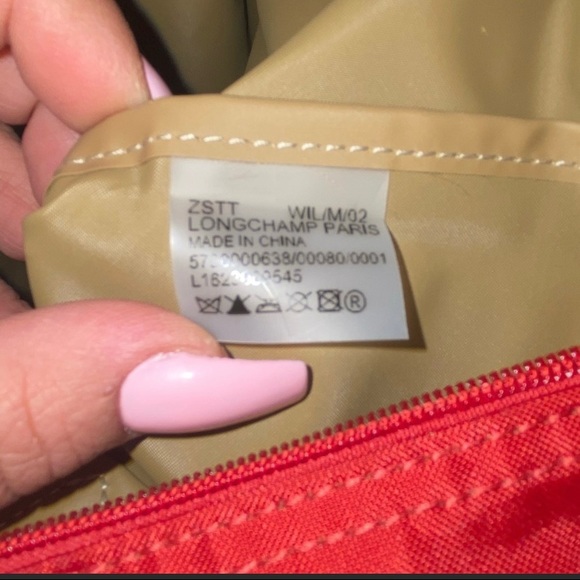 ZSTT WIL/M/02
LONGCHAMP PARIS
MADE IN CHINA
®